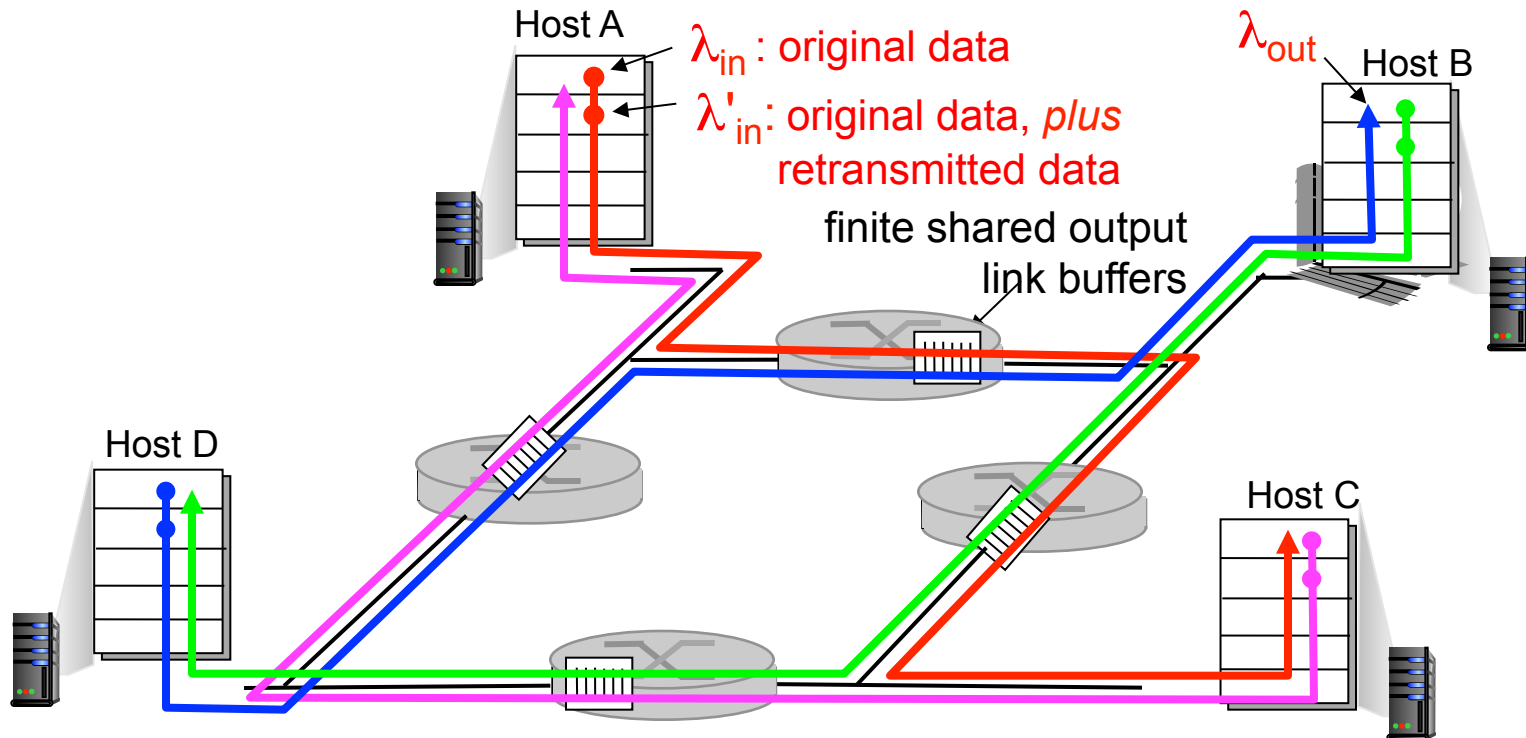 Host A
λin : original data
λ'in: original data, plus
retransmitted data
λout
Host B
finite shared output
link buffers
Host D
Host C